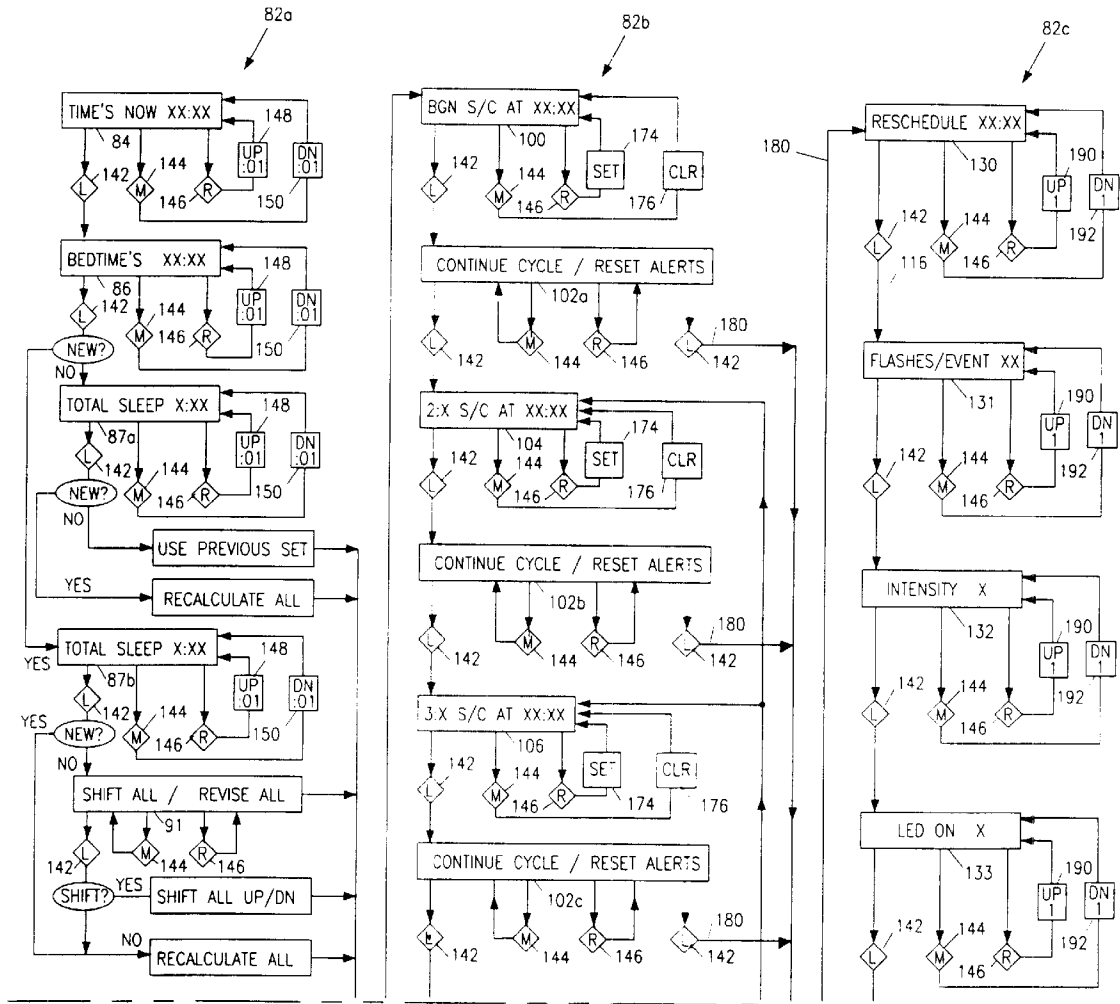 82a
TIME'S NOW XX:XX
84
142
144
148
UP :01
DN :01
L
M
R
146
150
BEDTIME'S XX:XX
86
142
144
148
UP :01
DN :01
L
M
R
146
150
NEW?
NO
TOTAL SLEEP X:XX
87a
142
144
148
UP :01
DN :01
L
M
R
146
150
NEW?
NO
USE PREVIOUS SET
YES
RECALCULATE ALL
YES
TOTAL SLEEP X:XX
87b
142
144
148
UP :01
DN :01
L
M
R
146
150
YES
NEW?
NO
SHIFT ALL / REVISE ALL
91
142
L
M
R
144
146
SHIFT?
YES
SHIFT ALL UP/DN
NO
RECALCULATE ALL
82b
BGN S/C AT XX:XX
100
174
142
144
SET
CLR
L
M
R
146
176
CONTINUE CYCLE / RESET ALERTS
102a
180
L
M
R
L
142
144
146
142
2:X S/C AT XX:XX
104
174
142
144
SET
CLR
L
M
R
146
176
CONTINUE CYCLE / RESET ALERTS
102b
180
L
M
R
L
142
144
146
142
3:X S/C AT XX:XX
106
142
144
SET
CLR
L
M
R
146
174
176
CONTINUE CYCLE / RESET ALERTS
102c
180
L
M
R
L
142
144
146
142
82c
RESCHEDULE XX:XX
180
130
190
UP 1
DN 1
142
144
L
M
R
146
192
116
FLASHES/EVENT XX
131
190
UP 1
DN 1
142
144
L
M
R
146
192
INTENSITY X
132
190
UP 1
DN 1
142
144
L
M
R
146
192
LED ON X
133
190
UP 1
DN 1
142
144
L
M
R
146
192